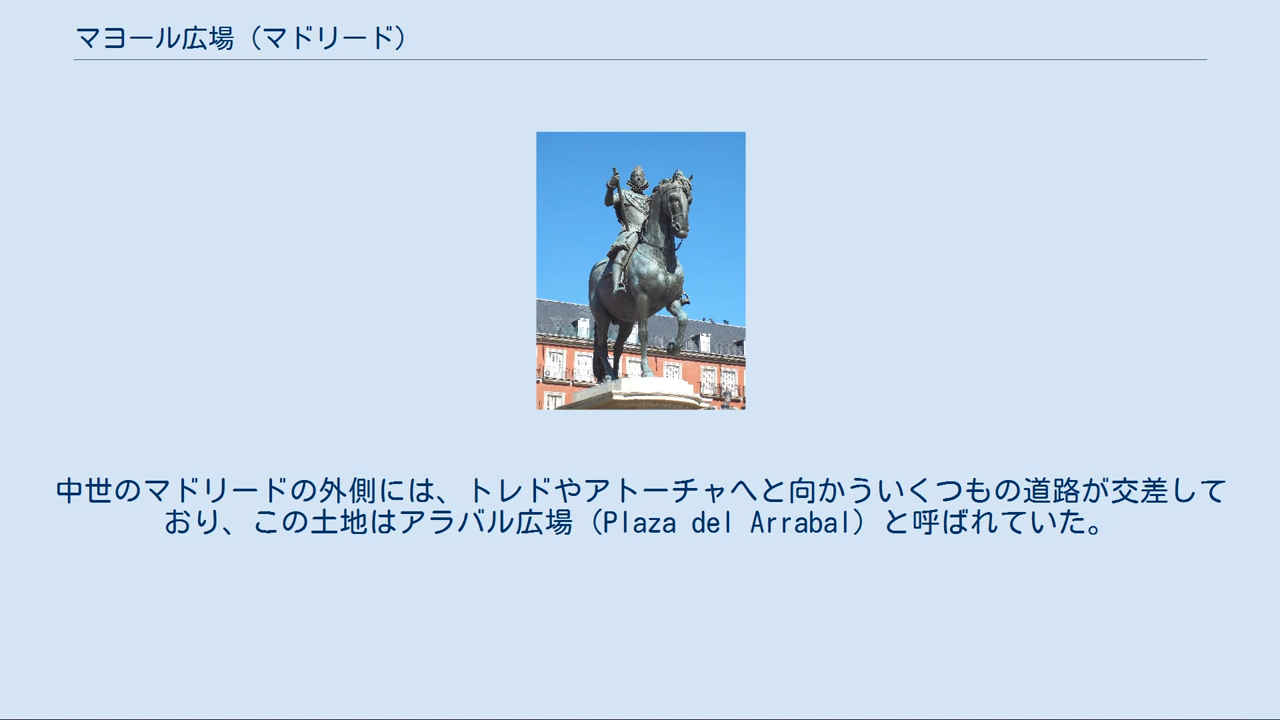 マヨール広場（マドリード）
中世のマドリードの外側には、トレドやアトーチャへと向かういくつもの道路が交差して
おり、この土地はアラバル広場（Plaza del Arrabal）と呼ばれていた。